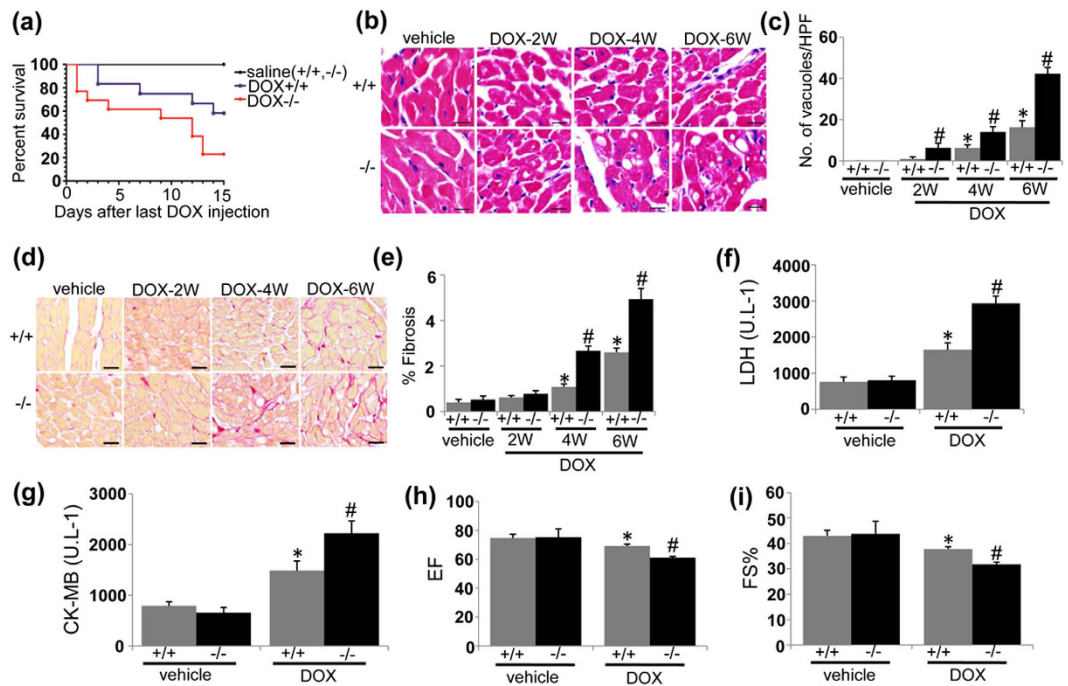 (a)
Percent survival
100
80
60
40
20
0
0 5 10 15
Days after last DOX injection
saline(+/+,-/-)
DOX+/+
DOX-/-
(b)
vehicle DOX-2W DOX-4W DOX-6W
+/+
-/-
(c)
No. of vacuoles/HPF
60
40
20
0
* # * # * #
+/+ -/- +/+ -/- +/+ -/- +/+ -/-
vehicle 2W 4W 6W
DOX
(d)
vehicle DOX-2W DOX-4W DOX-6W
+/+
-/-
(e)
% Fibrosis
6
4
2
0
* # * #
+/+ -/- +/+ -/- +/+ -/- +/+ -/-
vehicle 2W 4W 6W
DOX
(f)
LDH (U.L-1)
4000
3000
2000
1000
0
* #
+/+ -/- +/+ -/-
vehicle DOX
(g)
CK-MB (U.L-1)
3000
2000
1000
0
* #
+/+ -/- +/+ -/-
vehicle DOX
(h)
EF
100
80
60
40
20
0
* #
+/+ -/- +/+ -/-
vehicle DOX
(i)
FS%
60
50
40
30
20
10
0
* #
+/+ -/- +/+ -/-
vehicle DOX